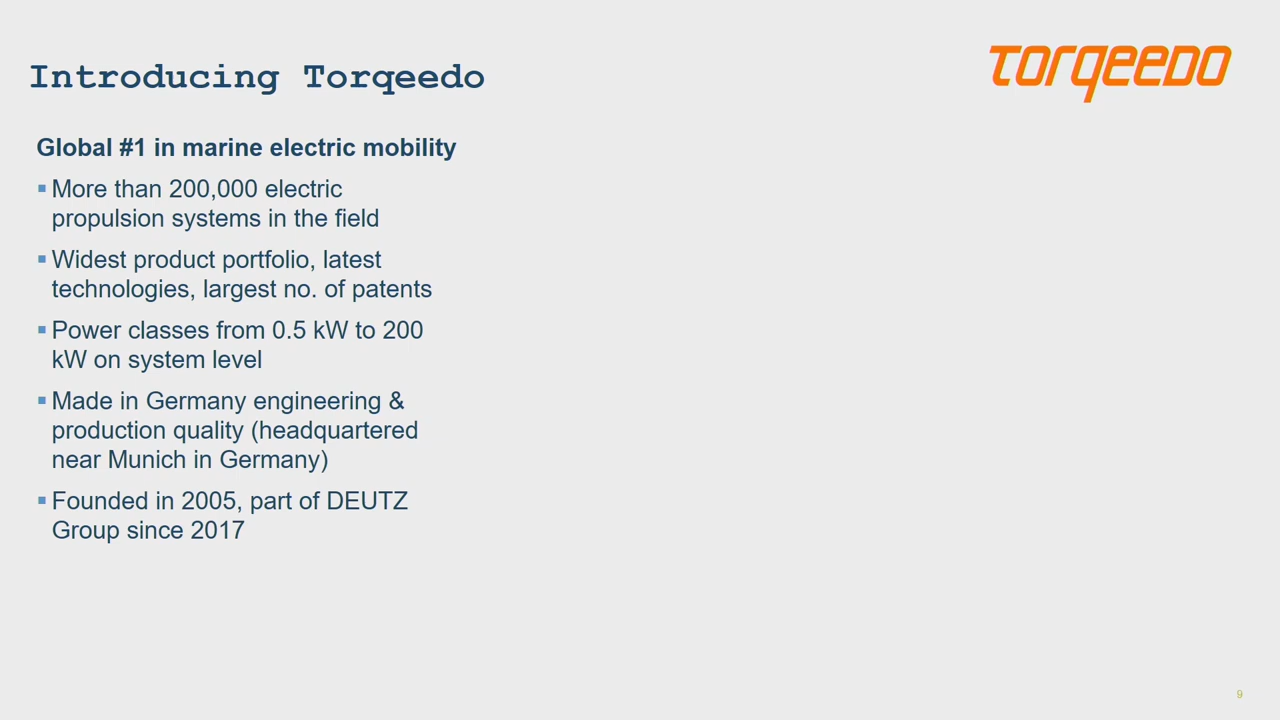 Introducing Torqeedo
TORQEEDO
Global #1 in marine electric mobility
▪ More than 200,000 electric
propulsion systems in the field
▪ Widest product portfolio, latest
technologies, largest no. of patents
▪ Power classes from 0.5 kW to 200
kW on system level
▪ Made in Germany engineering &
production quality (headquartered
near Munich in Germany)
▪ Founded in 2005, part of DEUTZ
Group since 2017
9